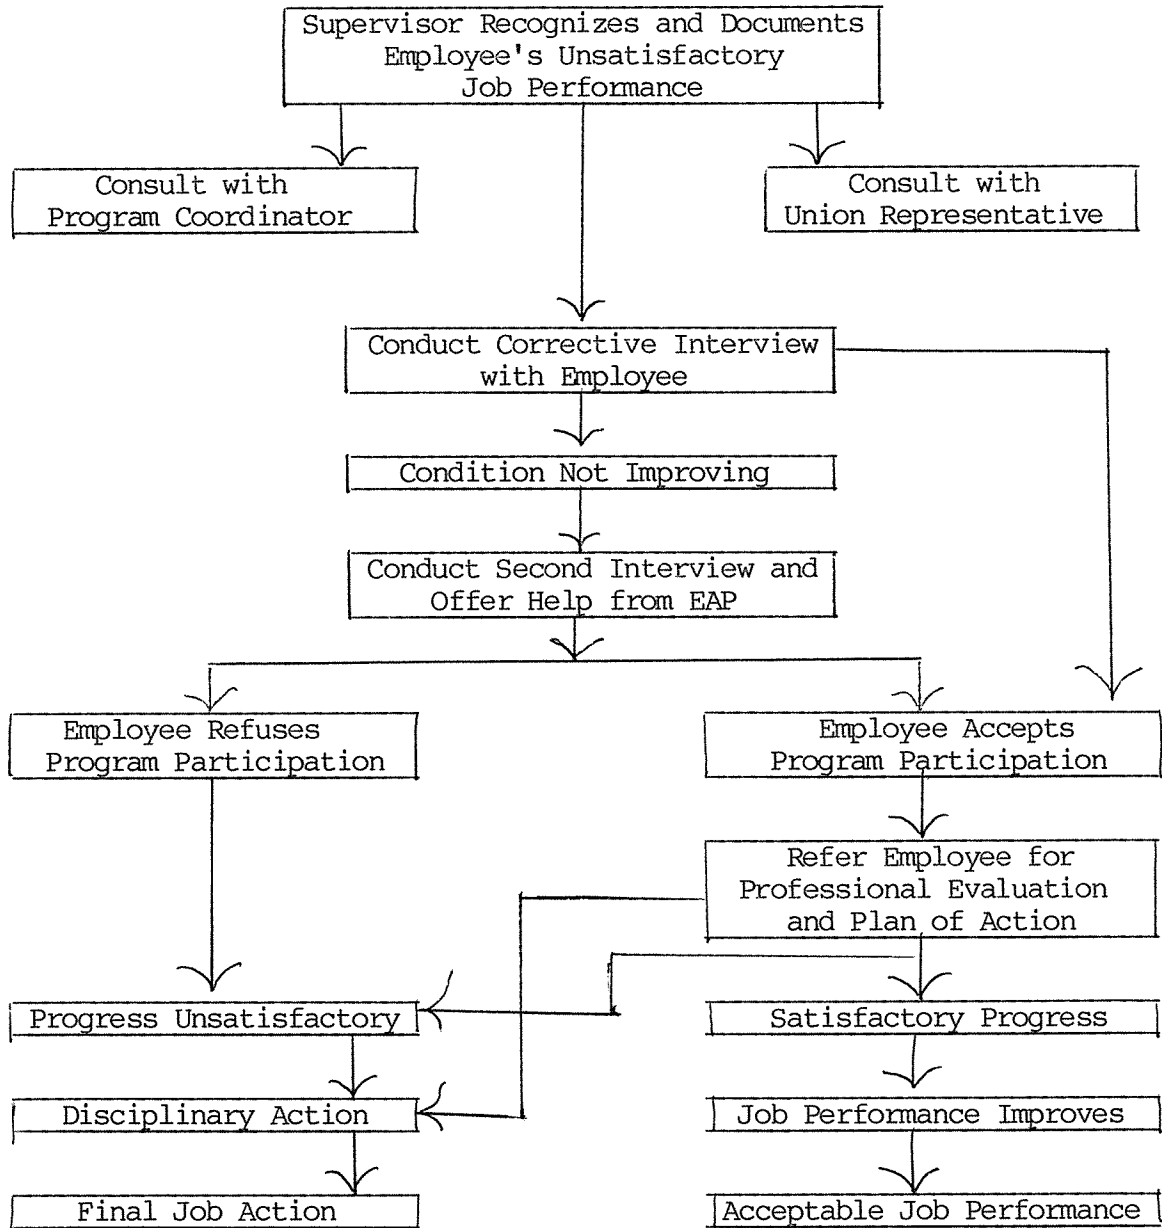 Supervisor Recognizes and Documents
Employee's Unsatisfactory
Job Performance
Consult with
Program Coordinator
Consult with
Union Representative
Conduct Corrective Interview
with Employee
Condition Not Improving
Conduct Second Interview and
Offer Help from EAP
Employee Refuses
Program Participation
Employee Accepts
Program Participation
Refer Employee for
Professional Evaluation
and Plan of Action
Progress Unsatisfactory
Satisfactory Progress
Disciplinary Action
Job Performance Improves
Final Job Action
Acceptable Job Performance